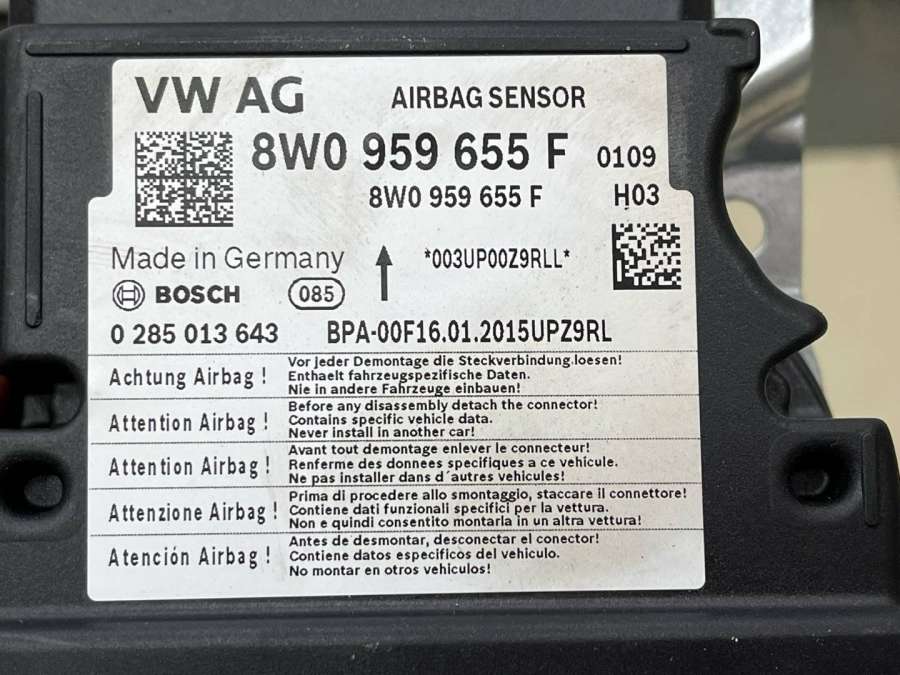 VW AG
AIRBAG SENSOR
8W0 959 655 F 0109
8W0 959 655 F H03
Made in Germany *003UP00Z9RLL*
BOSCH 085
0 285 013 643 BPA-00F16.01.2015UPZ9RL
Achtung Airbag !
Vor jeder Demontage die Steckverbindung loesen!
Enthaelt fahrzeugspezifische Daten.
Nie in andere Fahrzeuge einbauen!
Attention Airbag !
Before any disassembly detach the connector!
Contains specific vehicle data.
Never install in another car!
Attention Airbag !
Avant tout demontage enlever le connecteur!
Renferme des donnees specifiques a ce vehicule.
Ne pas installer dans d´autres vehicules!
Attenzione Airbag !
Prima di procedere allo smontaggio, staccare il connettore!
Contiene dati funzionali specifici per la vettura.
Non e quindi consentito montarla in un altra vettura!
Atención Airbag !
Antes de desmontar, desconectar el conector!
Contiene datos especificos del vehiculo.
No montar en otros vehiculos!